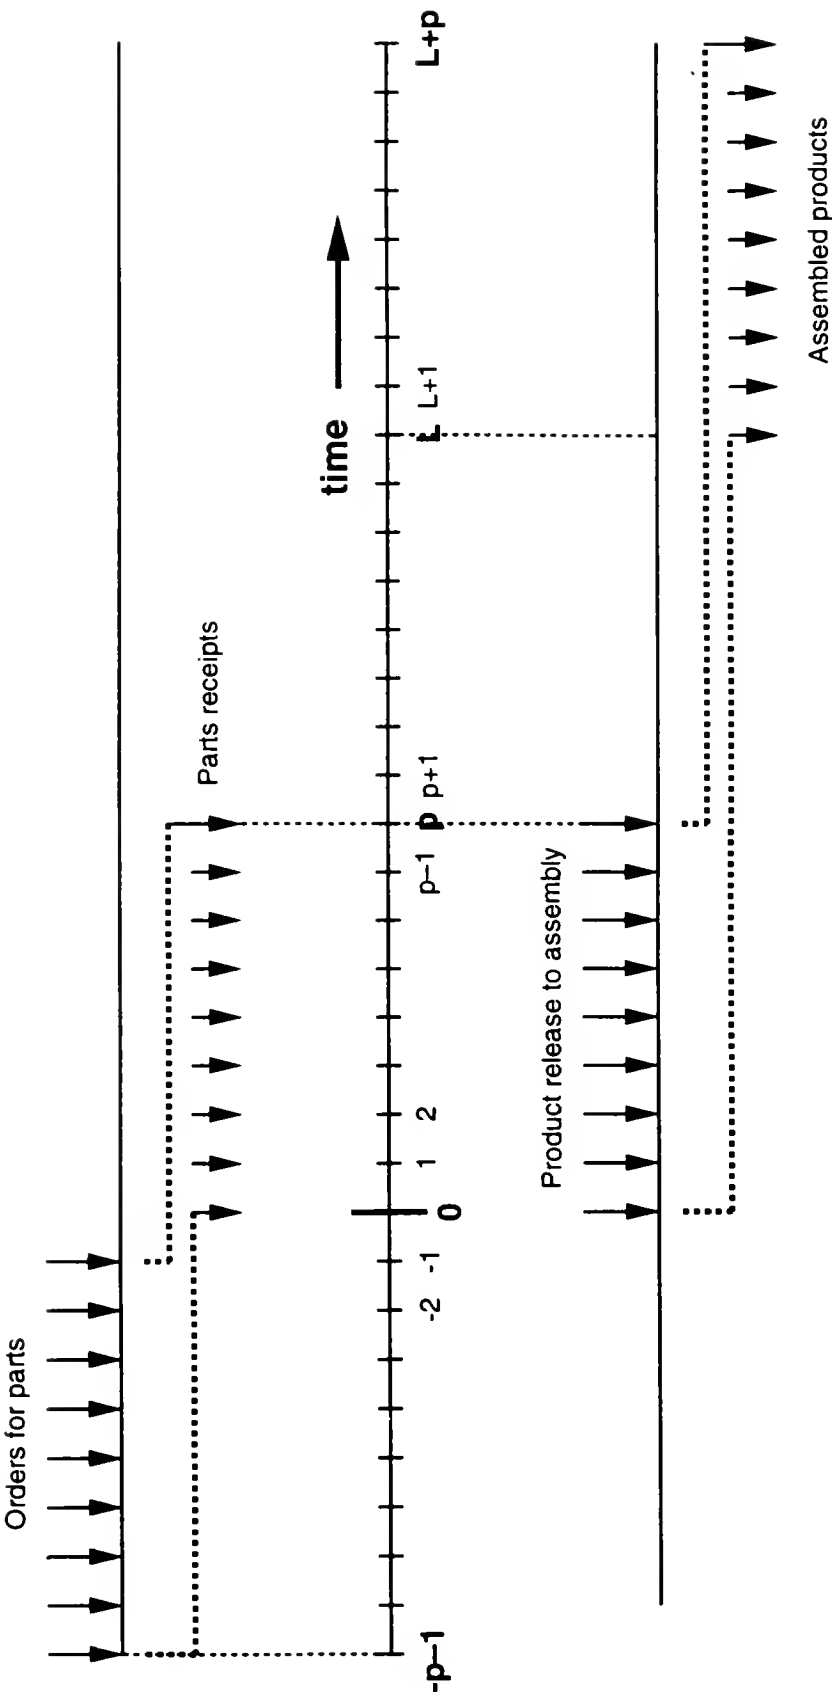 Orders for parts
Parts receipts
time
-p–1 -2 -1 0 1 2 p–1 p p+1 L L+1 L+p
Product release to assembly
Assembled products